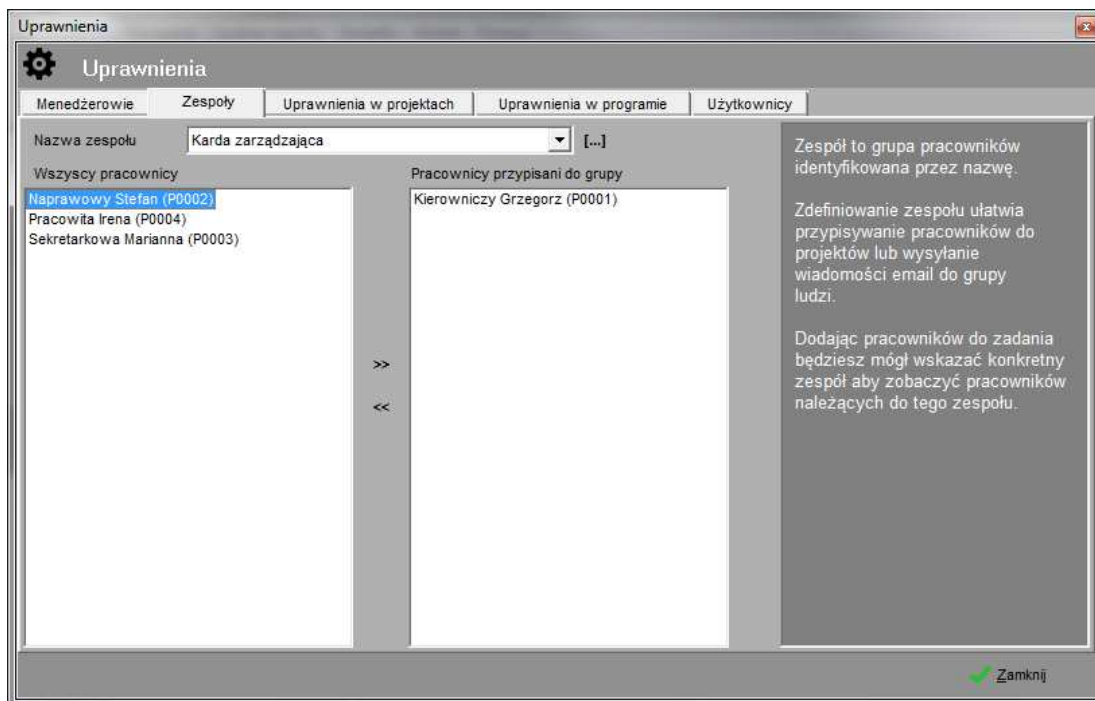 Uprawnienia
Uprawnienia
Menedżerowie
Zespoły
Uprawnienia w projektach
Uprawnienia w programie
Użytkownicy
Nazwa zespołu
Karda zarządzająca
[...]
Wszyscy pracownicy
Naprawowy Stefan (P0002)
Pracowita Irena (P0004)
Sekretarkowa Marianna (P0003)
>>
<<
Pracownicy przypisani do grupy
Kierowniczy Grzegorz (P0001)
Zespół to grupa pracowników
identyfikowana przez nazwę.
Zdefiniowanie zespołu ułatwia
przypisywanie pracowników do
projektów lub wysyłanie
wiadomości email do grupy
ludzi.
Dodając pracowników do zadania
będziesz mógł wskazać konkretny
zespół aby zobaczyć pracowników
należących do tego zespołu.
Zamknij